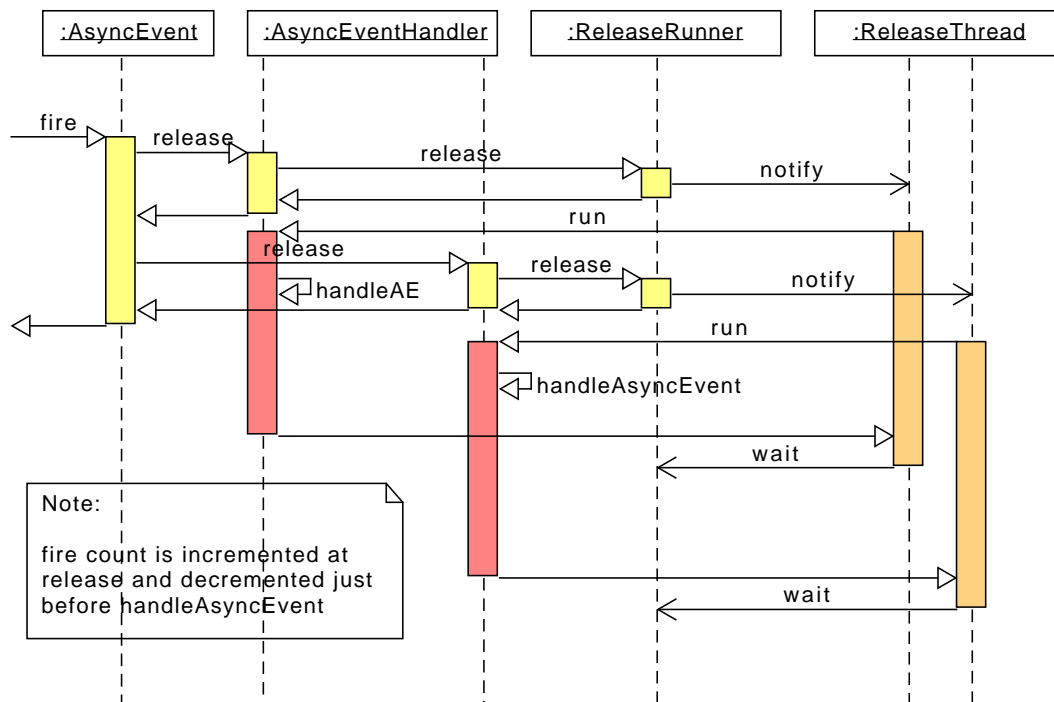 :AsyncEvent
:AsyncEventHandler
:ReleaseRunner
:ReleaseThread
fire
release
release
notify
run
release
release
handleAE
notify
run
handleAsyncEvent
wait
Note:
fire count is incremented at
release and decremented just
before handleAsyncEvent
wait